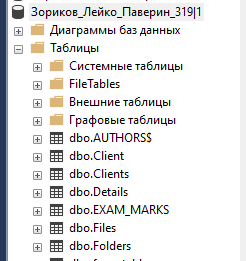 Зориков_Лейко_Паверин_319|1
Диаграммы баз данных
Таблицы
Системные таблицы
FileTables
Внешние таблицы
Графовые таблицы
dbo.AUTHORS$
dbo.Client
dbo.Clients
dbo.Details
dbo.EXAM_MARKS
dbo.Files
dbo.Folders